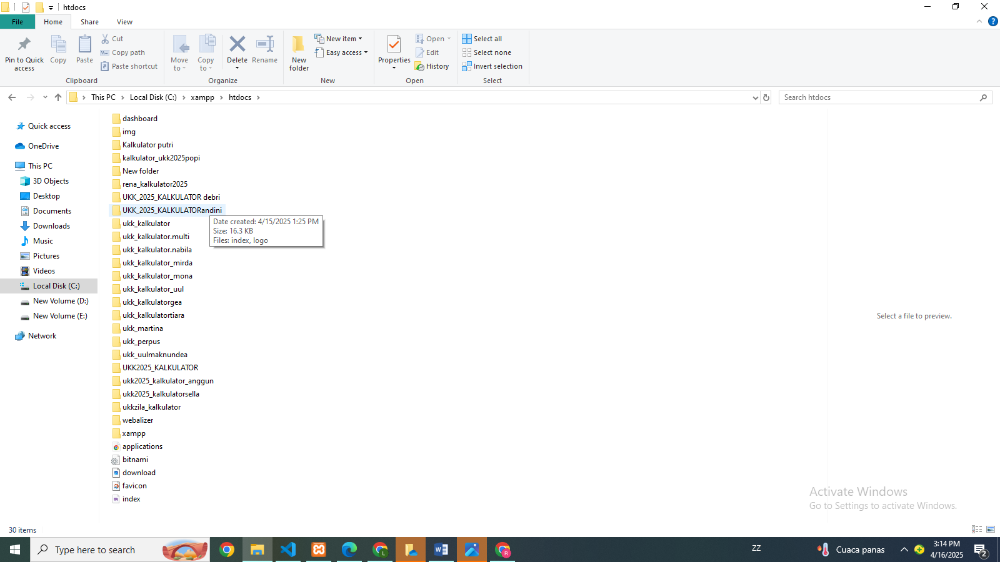 htdocs
File
Home
Share
View
Pin to Quick access
Copy
Paste
Cut
Copy path
Paste shortcut
Clipboard
Move to
Copy to
Delete
Rename
Organize
New folder
New item
Easy access
New
Properties
Open
Edit
History
Open
Select all
Select none
Invert selection
Select
This PC > Local Disk (C:) > xampp > htdocs >
Search htdocs
Quick access
OneDrive
This PC
3D Objects
Desktop
Documents
Downloads
Music
Pictures
Videos
Local Disk (C:)
New Volume (D:)
New Volume (E:)
Network
dashboard
img
Kalkulator putri
kalkulator_ukk2025popi
New folder
rena_kalkulator2025
UKK_2025_KALKULATOR debri
UKK_2025_KALKULATORandini
ukk_kalkulator
ukk_kalkulator.multi
ukk_kalkulator.nabila
ukk_kalkulator_mirda
ukk_kalkulator_mona
ukk_kalkulator_uul
ukk_kalkulatorgea
ukk_kalkulatortiara
ukk_martina
ukk_perpus
ukk_uulmaknundea
UKK2025_KALKULATOR
ukk2025_kalkulator_anggun
ukk2025_kalkulatorsella
ukkzila_kalkulator
webalizer
xampp
applications
bitnami
download
favicon
index
Date created: 4/15/2025 1:25 PM
Size: 16.3 KB
Files: index, logo
Select a file to preview.
Activate Windows
Go to Settings to activate Windows.
30 items
Type here to search
L
R
ZZ
Cuaca panas
3:14 PM
4/16/2025
2